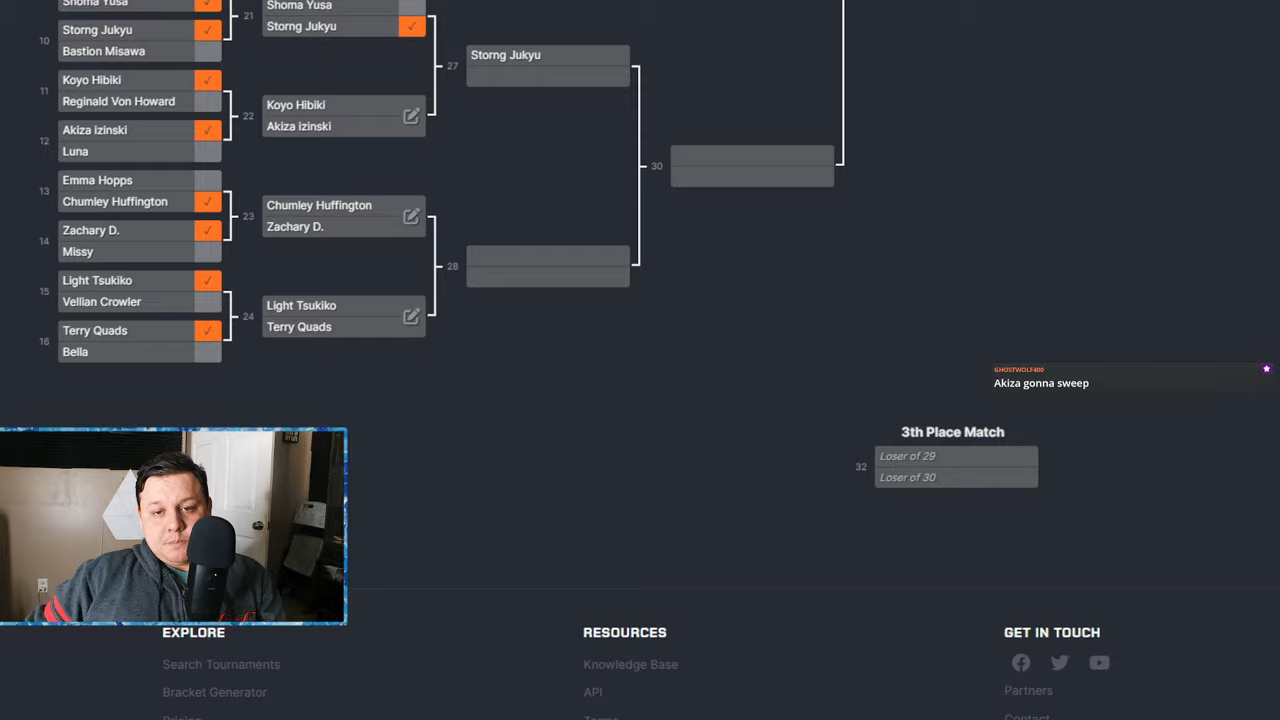 Shoma Yusa
10
Storng Jukyu
Bastion Misawa
11
Koyo Hibiki
Reginald Von Howard
12
Akiza izinski
Luna
13
Emma Hopps
Chumley Huffington
14
Zachary D.
Missy
15
Light Tsukiko
Vellian Crowler
16
Terry Quads
Bella
21
Shoma Yusa
Storng Jukyu
22
Koyo Hibiki
Akiza izinski
23
Chumley Huffington
Zachary D.
24
Light Tsukiko
Terry Quads
27
Storng Jukyu
28
30
GHOSTWOLF400
Akiza gonna sweep
3th Place Match
32
Loser of 29
Loser of 30
EXPLORE
Search Tournaments
Bracket Generator
Pricing
RESOURCES
Knowledge Base
API
Terms
GET IN TOUCH
Partners
Contact